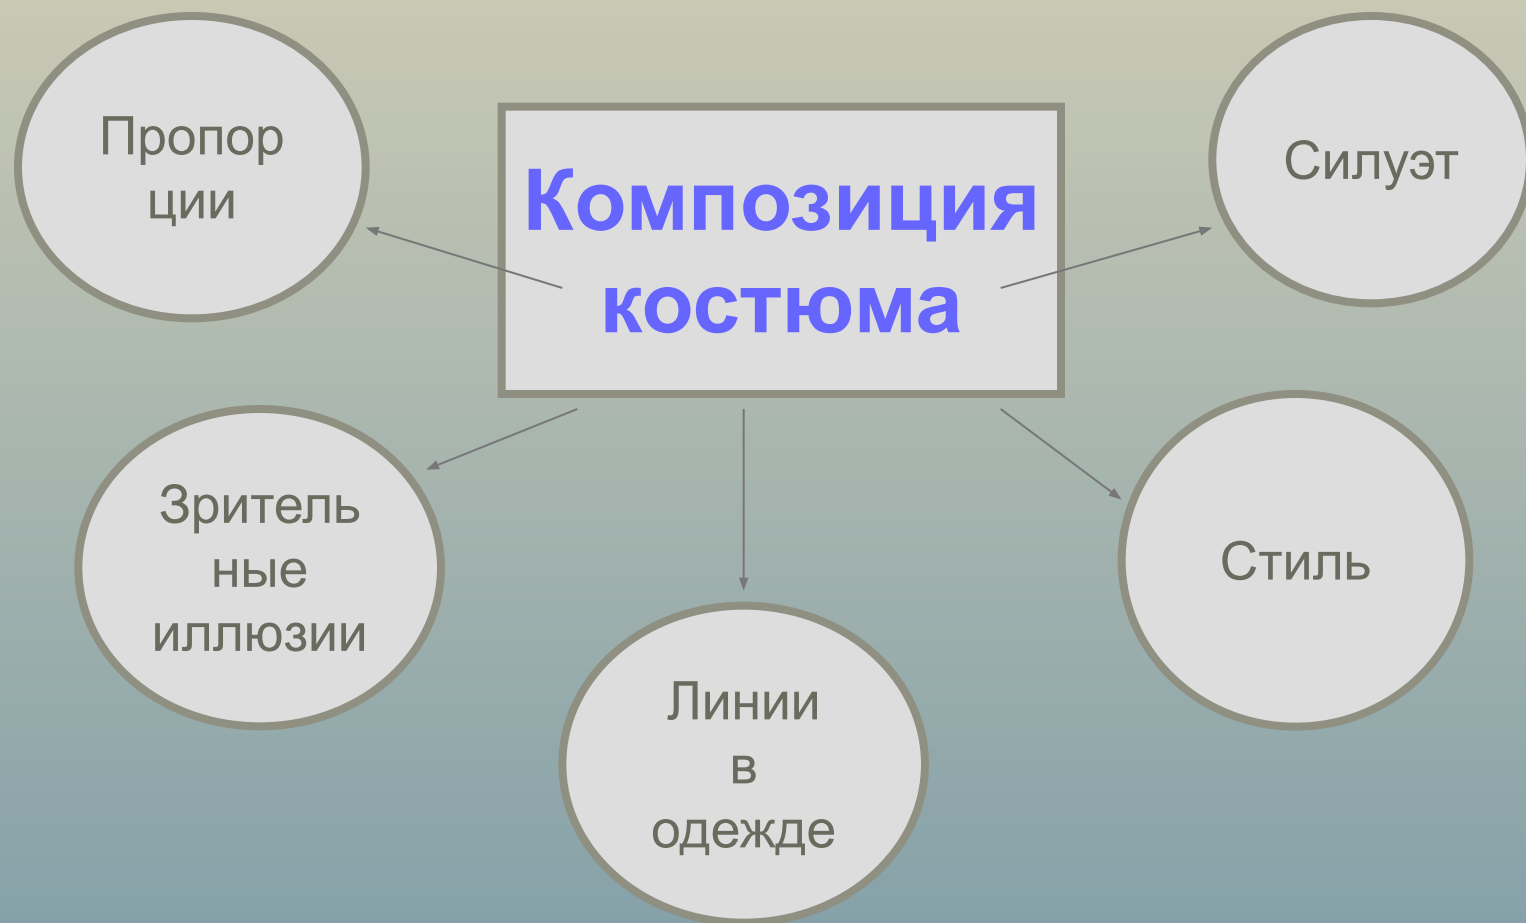 Пропор
ции
Композиция
костюма
Силуэт
Зритель
ные
иллюзии
Линии
в
одежде
Стиль